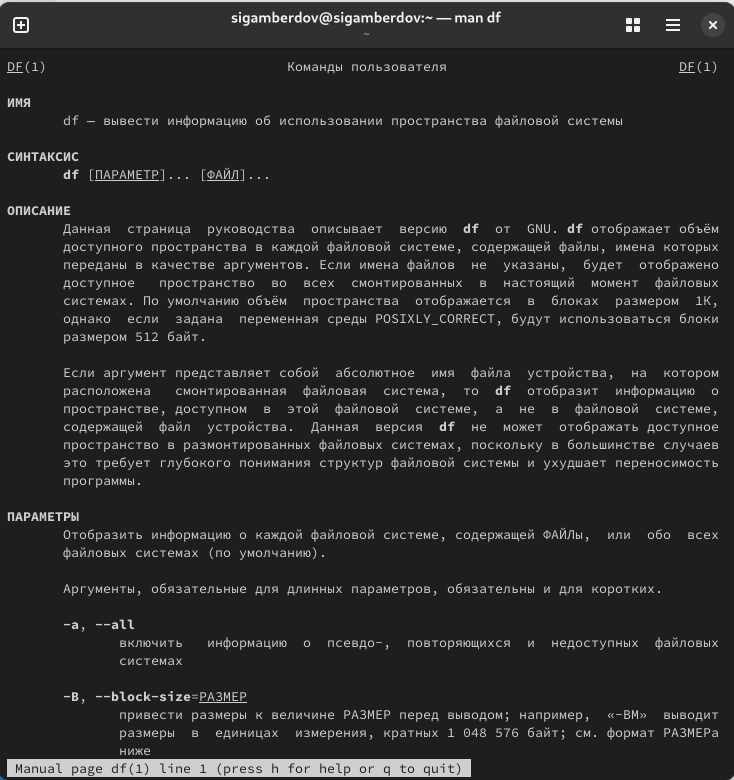 sigamberdov@sigamberdov:~ — man df
~
DF(1) Команды пользователя DF(1)
ИМЯ
df — вывести информацию об использовании пространства файловой системы
СИНТАКСИС
df [ПАРАМЕТР]... [ФАЙЛ]...
ОПИСАНИЕ
Данная страница руководства описывает версию df от GNU. df отображает объём
доступного пространства в каждой файловой системе, содержащей файлы, имена которых
переданы в качестве аргументов. Если имена файлов не указаны, будет отображено
доступное пространство во всех смонтированных в настоящий момент файловых
системах. По умолчанию объём пространства отображается в блоках размером 1K,
однако если задана переменная среды POSIXLY_CORRECT, будут использоваться блоки
размером 512 байт.
Если аргумент представляет собой абсолютное имя файла устройства, на котором
расположена смонтированная файловая система, то df отобразит информацию о
пространстве, доступном в этой файловой системе, а не в файловой системе,
содержащей файл устройства. Данная версия df не может отображать доступное
пространство в размонтированных файловых системах, поскольку в большинстве случаев
это требует глубокого понимания структур файловой системы и ухудшает переносимость
программы.
ПАРАМЕТРЫ
Отобразить информацию о каждой файловой системе, содержащей ФАЙЛы, или обо всех
файловых системах (по умолчанию).
Аргументы, обязательные для длинных параметров, обязательны и для коротких.
-a, --all
включить информацию о псевдо-, повторяющихся и недоступных файловых
системах
-B, --block-size=РАЗМЕР
привести размеры к величине РАЗМЕР перед выводом; например, «-BM» выводит
размеры в единицах измерения, кратных 1 048 576 байт; см. формат РАЗМЕРа
ниже
Manual page df(1) line 1 (press h for help or q to quit)